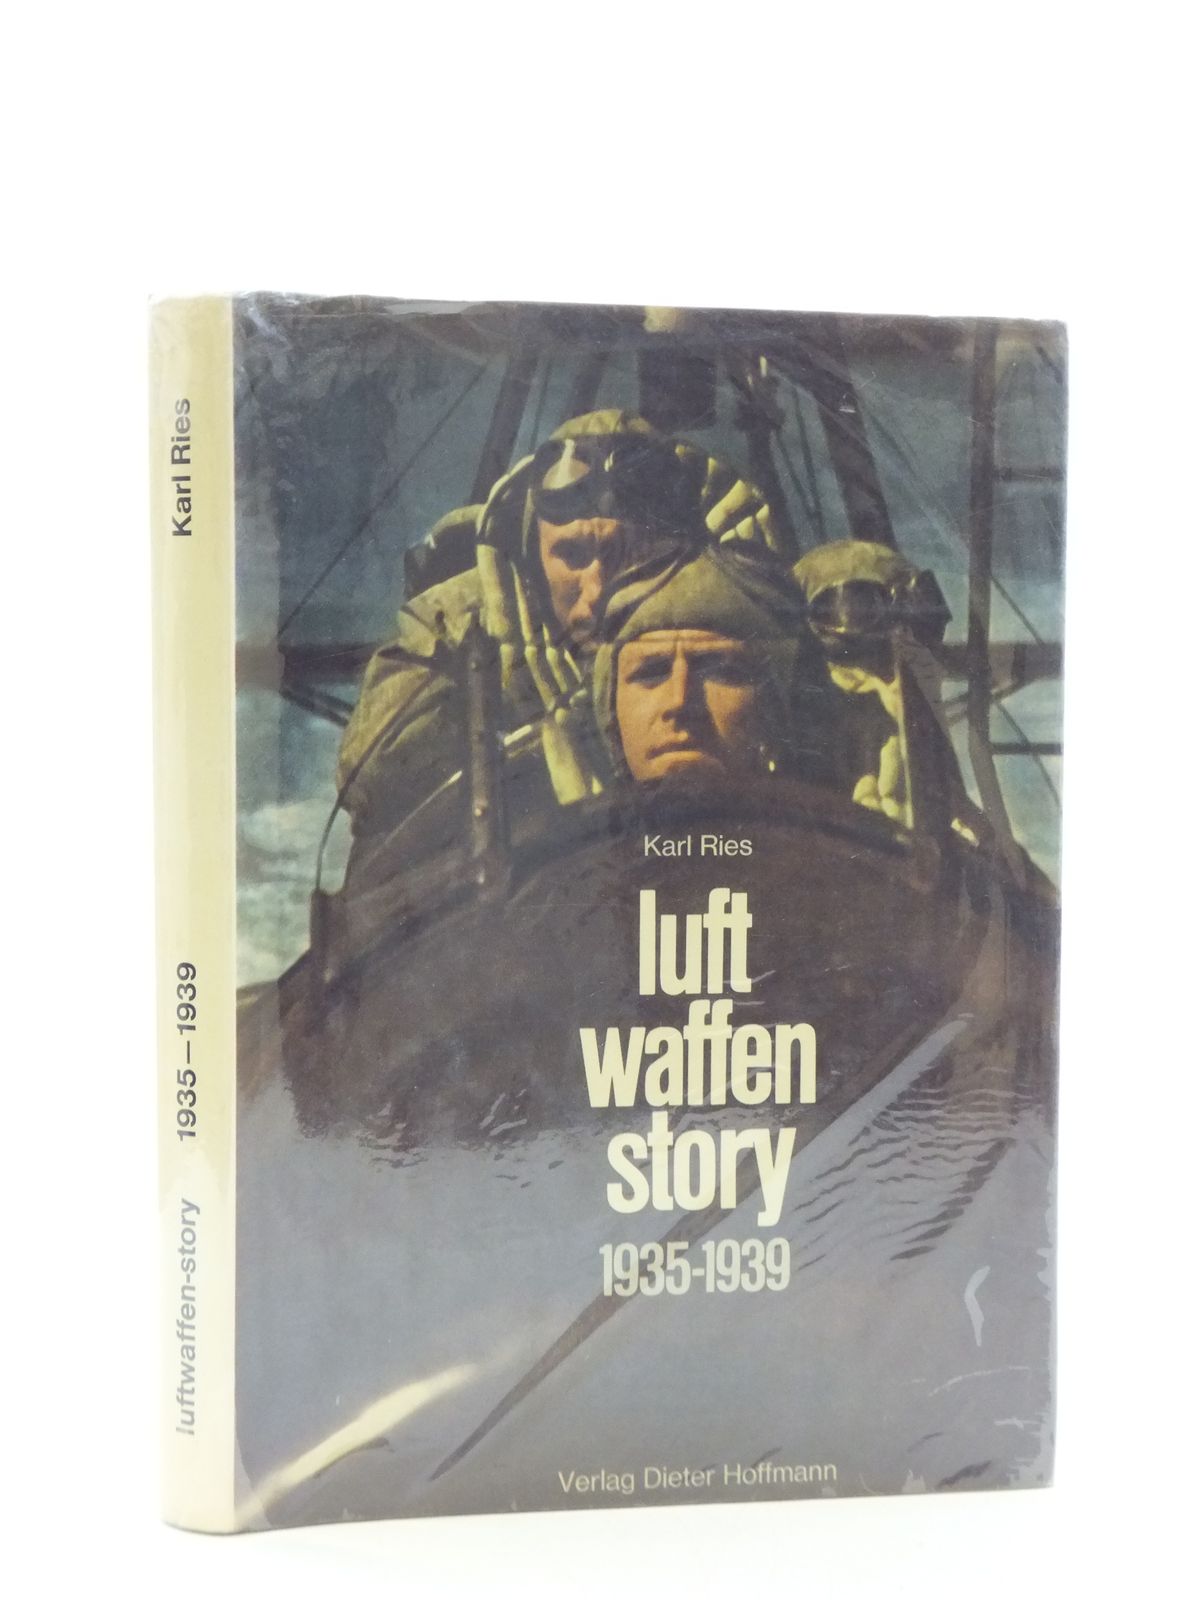 Karl Ries
luft
waffen
story
1935-1939
Verlag Dieter Hoffmann
luftwaffen-story 1935–1939 Karl Ries